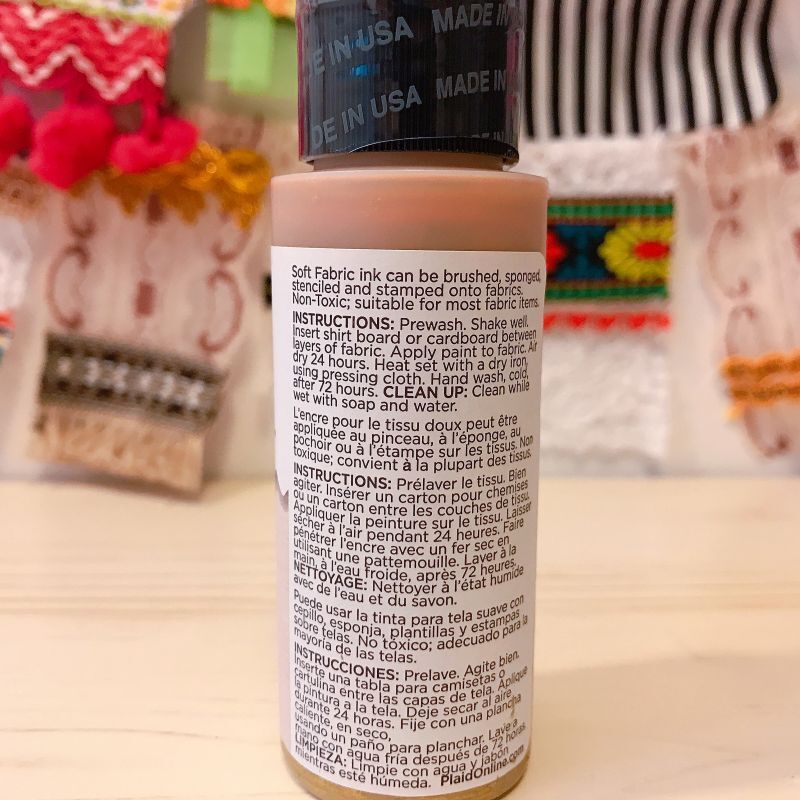 DE IN USA MADE IN
DE IN USA MADE IN
Soft Fabric ink can be brushed, sponged,
stenciled and stamped onto fabrics.
Non-Toxic; suitable for most fabric items.
INSTRUCTIONS: Prewash. Shake well.
Insert shirt board or cardboard between
layers of fabric. Apply paint to fabric. Air
dry 24 hours. Heat set with a dry iron,
using pressing cloth. Hand wash, cold,
after 72 hours. CLEAN UP: Clean while
wet with soap and water.
L'encre pour le tissu doux peut être
appliquée au pinceau, à l'éponge, au
pochoir ou à l'étampe sur les tissus. Non
toxique; convient à la plupart des tissus.
INSTRUCTIONS: Prélaver le tissu. Bien
agiter. Insérer un carton pour chemises
ou un carton entre les couches de tissu.
Appliquer la peinture sur le tissu. Laisser
sécher à l'air pendant 24 heures. Faire
pénétrer l'encre avec un fer sec en
utilisant une pattemouille. Laver à la
main, à l'eau froide, après 72 heures.
NETTOYAGE: Nettoyer à l'état humide
avec de l'eau et du savon.
Puede usar la tinta para tela suave con
cepillo, esponja, plantillas y estampas
sobre telas. No tóxico; adecuado para la
mayoría de las telas.
INSTRUCCIONES: Prelave. Agite bien.
Inserte una tabla para camisetas o
cartulina entre las capas de tela. Aplique
la pintura a la tela. Deje secar al aire
durante 24 horas. Fije con una plancha
caliente, en seco,
usando un paño para planchar. Lave a
mano con agua fría después de 72 horas.
LIMPIEZA: Limpie con agua y jabón
mientras esté húmeda. PlaidOnline.com